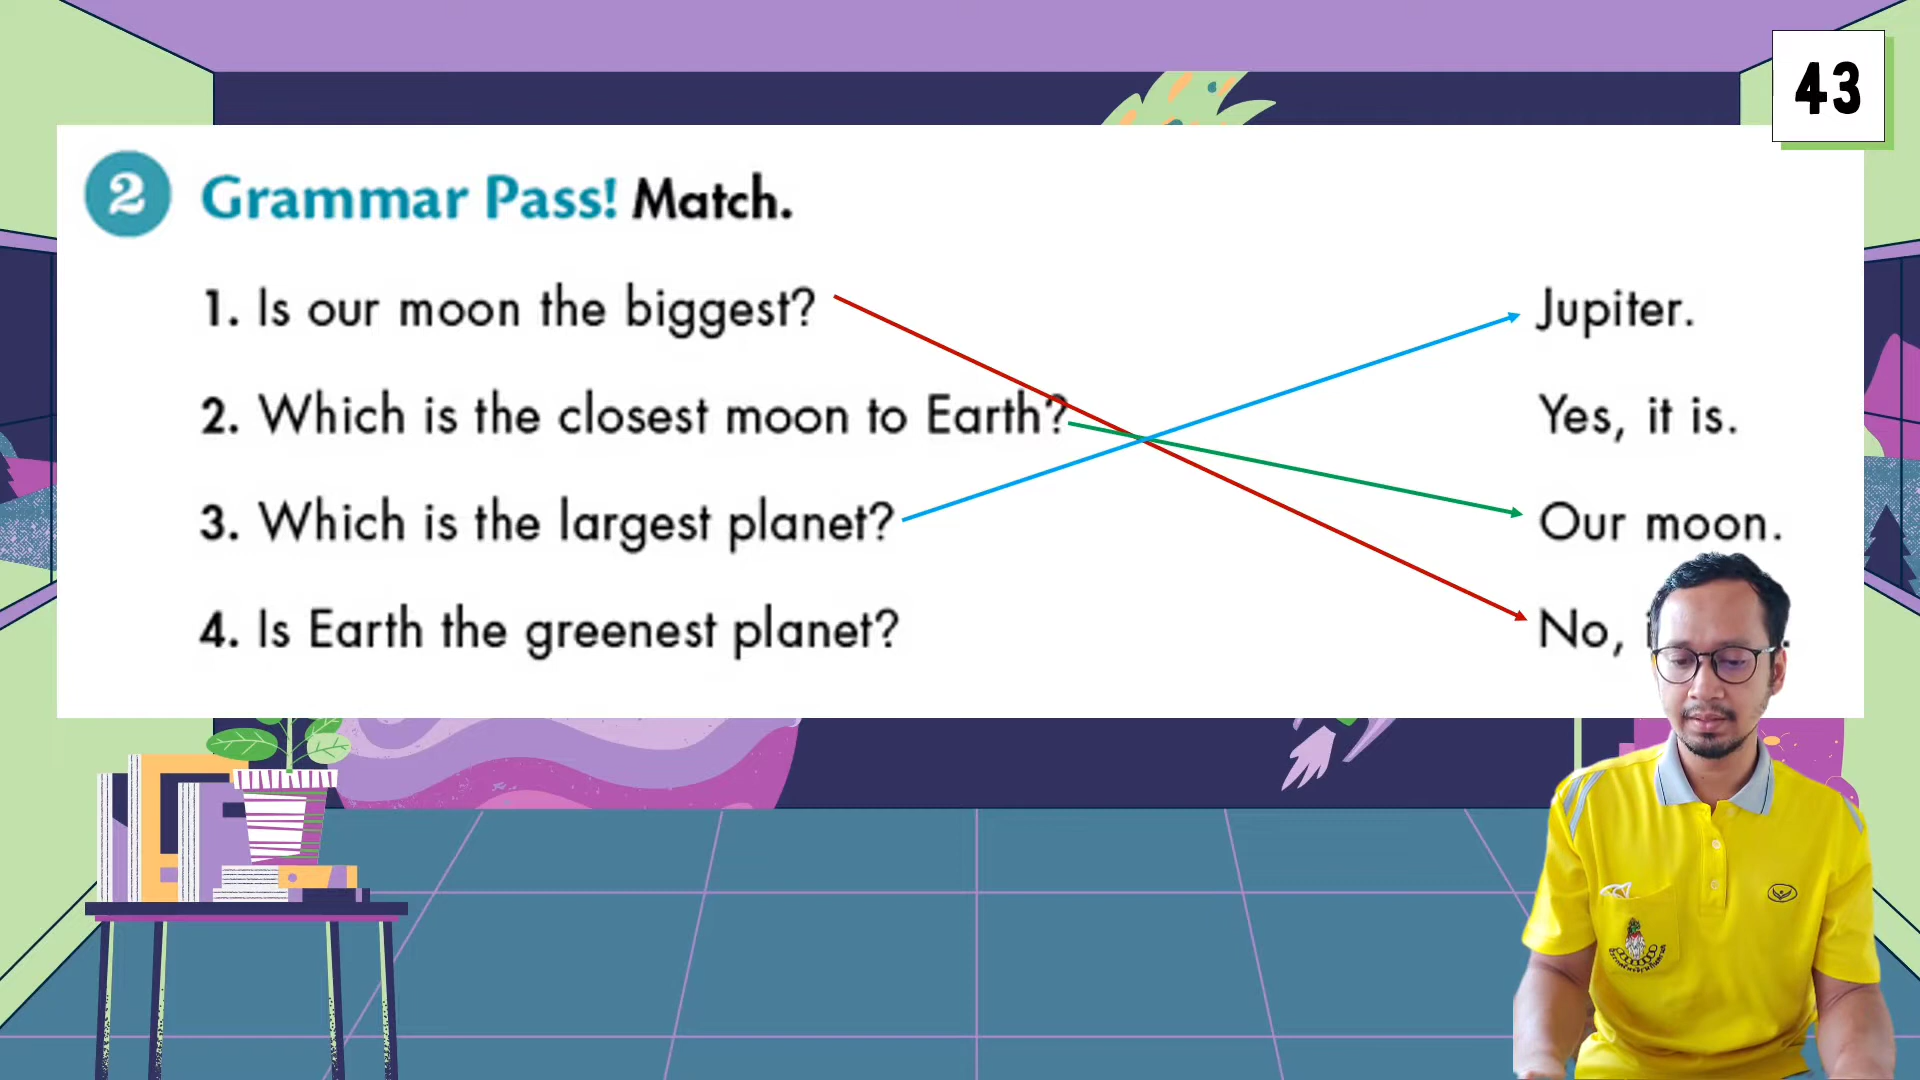 43
2 Grammar Pass! Match.
1. Is our moon the biggest? Jupiter.
2. Which is the closest moon to Earth? Yes, it is.
3. Which is the largest planet? Our moon.
4. Is Earth the greenest planet? No,